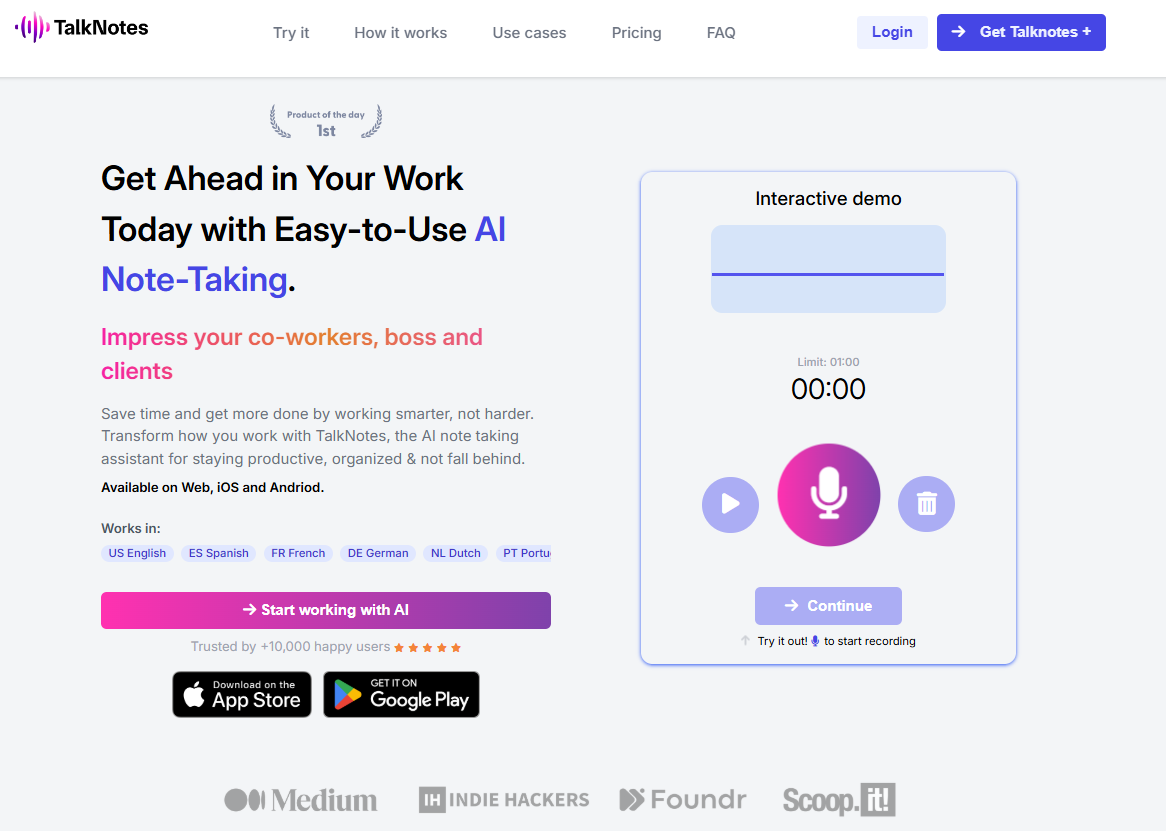 TalkNotes
Try it
How it works
Use cases
Pricing
FAQ
Login
Get Talknotes +
Product of the day
1st
Get Ahead in Your Work
Today with Easy-to-Use AI
Note-Taking.
Impress your co-workers, boss and
clients
Save time and get more done by working smarter, not harder.
Transform how you work with TalkNotes, the AI note taking
assistant for staying productive, organized & not fall behind.
Available on Web, iOS and Andriod.
Works in:
US English
ES Spanish
FR French
DE German
NL Dutch
PT Portu
Start working with AI
Trusted by +10,000 happy users
Download on the
App Store
GET IT ON
Google Play
Interactive demo
Limit: 01:00
00:00
Continue
Try it out! to start recording
Medium
IH INDIE HACKERS
Foundr
Scoop.it!